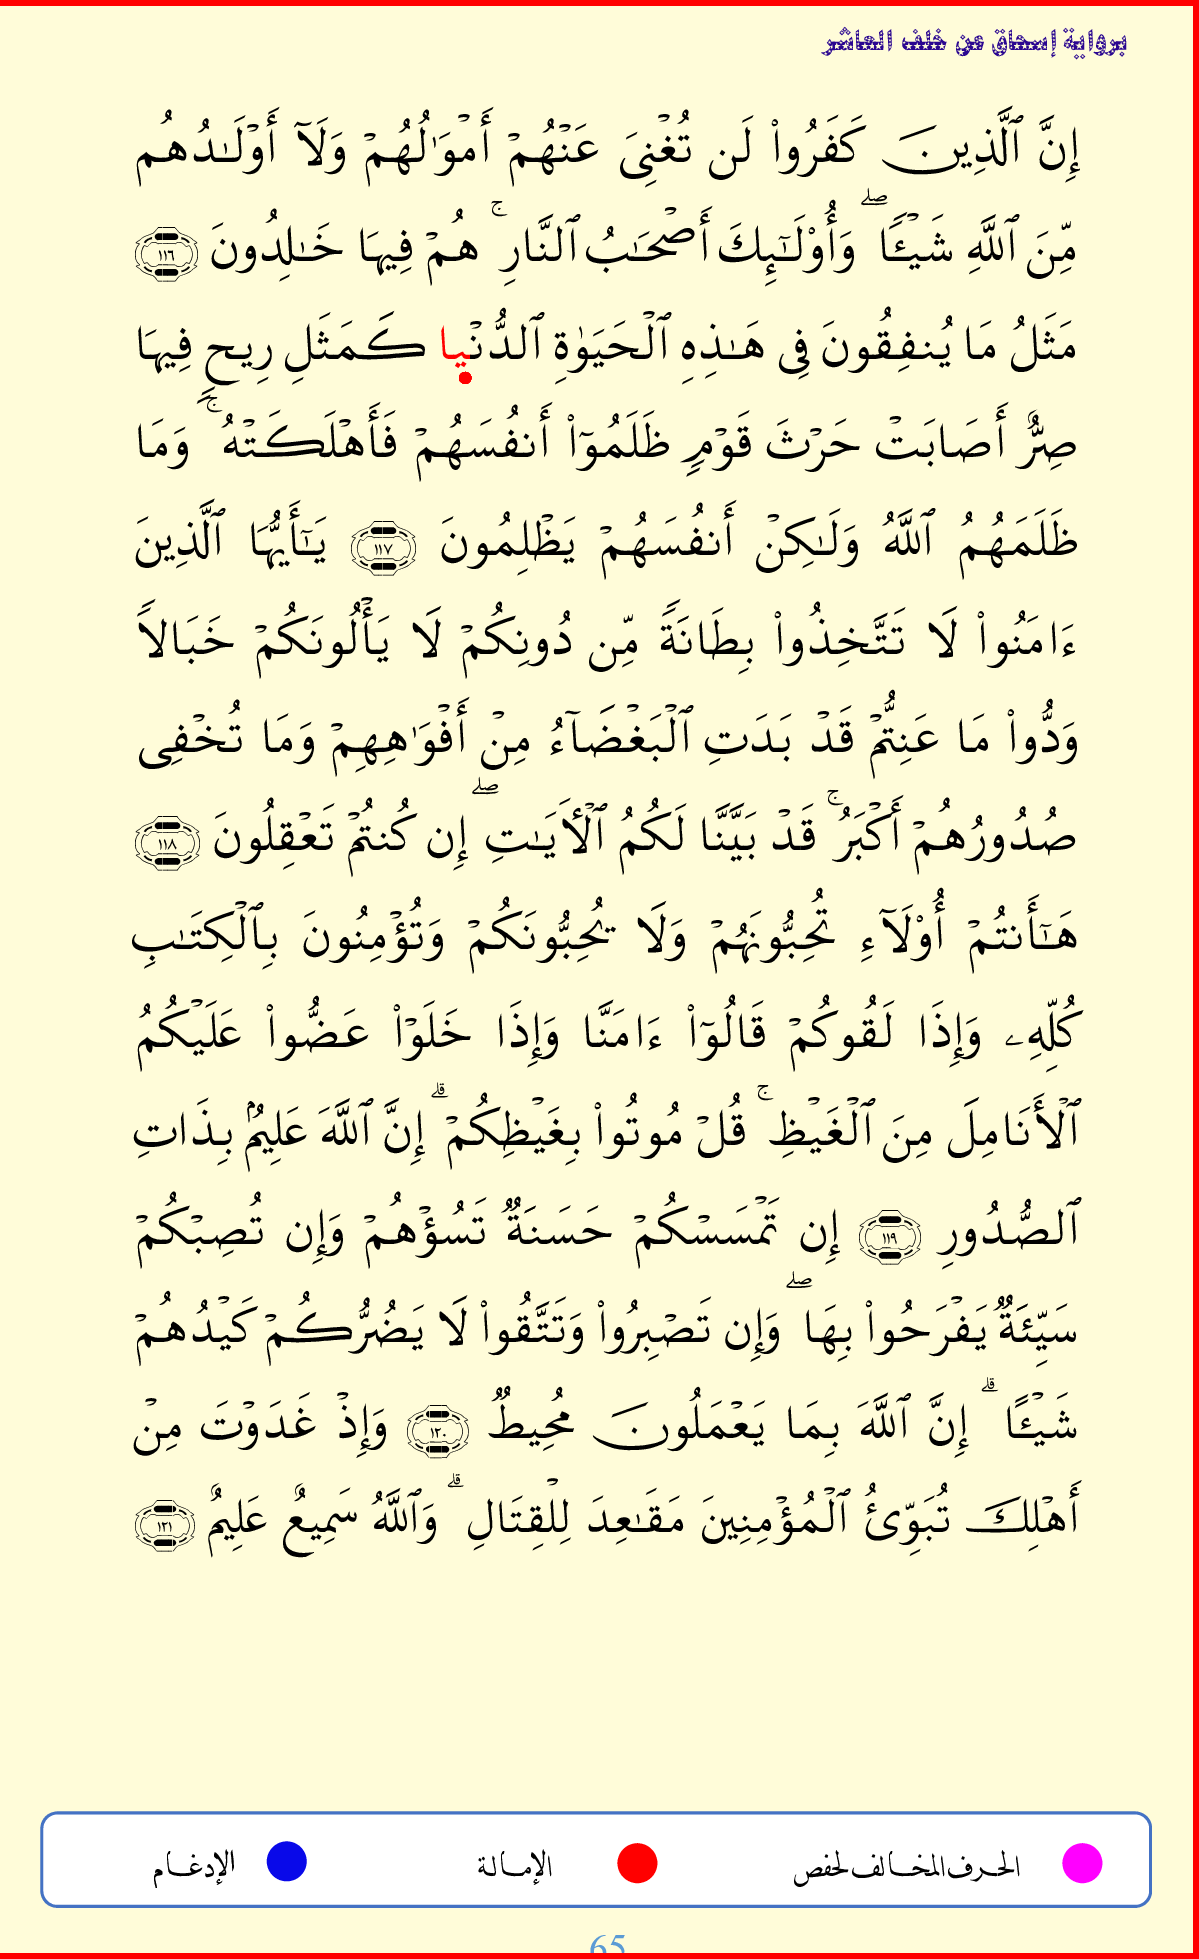 برواية إسحاق عن خلف العاشر
إِنَّ ٱلَّذِينَ كَفَرُواْ لَن تُغۡنِيَ عَنۡهُمۡ أَمۡوَٰلُهُمۡ وَلَآ أَوۡلَٰدُهُم
مِّنَ ٱللَّهِ شَيۡـًٔاۖ وَأُوْلَٰٓئِكَ أَصۡحَٰبُ ٱلنَّارِۚ هُمۡ فِيهَا خَٰلِدُونَ ١١٦
مَثَلُ مَا يُنفِقُونَ فِي هَٰذِهِ ٱلۡحَيَوٰةِ ٱلدُّنۡيا كَمَثَلِ رِيحٖ فِيهَا
صِرٌّ أَصَابَتۡ حَرۡثَ قَوۡمٖ ظَلَمُوٓاْ أَنفُسَهُمۡ فَأَهۡلَكَتۡهُۚ وَمَا
ظَلَمَهُمُ ٱللَّهُ وَلَٰكِنۡ أَنفُسَهُمۡ يَظۡلِمُونَ ١١٧ يَٰٓأَيُّهَا ٱلَّذِينَ
ءَامَنُواْ لَا تَتَّخِذُواْ بِطَانَةٗ مِّن دُونِكُمۡ لَا يَأۡلُونَكُمۡ خَبَالٗا
وَدُّواْ مَا عَنِتُّمۡ قَدۡ بَدَتِ ٱلۡبَغۡضَآءُ مِنۡ أَفۡوَٰهِهِمۡ وَمَا تُخۡفِي
صُدُورُهُمۡ أَكۡبَرُۚ قَدۡ بَيَّنَّا لَكُمُ ٱلۡأٓيَٰتِۖ إِن كُنتُمۡ تَعۡقِلُونَ ١١٨
هَٰٓأَنتُمۡ أُوْلَآءِ تُحِبُّونَهُمۡ وَلَا يُحِبُّونَكُمۡ وَتُؤۡمِنُونَ بِٱلۡكِتَٰبِ
كُلِّهِۦ وَإِذَا لَقُوكُمۡ قَالُوٓاْ ءَامَنَّا وَإِذَا خَلَوۡاْ عَضُّواْ عَلَيۡكُمُ
ٱلۡأَنَامِلَ مِنَ ٱلۡغَيۡظِۚ قُلۡ مُوتُواْ بِغَيۡظِكُمۡۗ إِنَّ ٱللَّهَ عَلِيمُۢ بِذَاتِ
ٱلصُّدُورِ ١١٩ إِن تَمۡسَسۡكُمۡ حَسَنَةٞ تَسُؤۡهُمۡ وَإِن تُصِبۡكُمۡ
سَيِّئَةٞ يَفۡرَحُواْ بِهَاۖ وَإِن تَصۡبِرُواْ وَتَتَّقُواْ لَا يَضُرُّكُمۡ كَيۡدُهُمۡ
شَيۡـًٔاۗ إِنَّ ٱللَّهَ بِمَا يَعۡمَلُونَ مُحِيطٞ ١٢٠ وَإِذۡ غَدَوۡتَ مِنۡ
أَهۡلِكَ تُبَوِّئُ ٱلۡمُؤۡمِنِينَ مَقَٰعِدَ لِلۡقِتَالِۗ وَٱللَّهُ سَمِيعٌ عَلِيمٌ ١٢١
الحرف المخالف لحفص الإمالة الإدغام
65